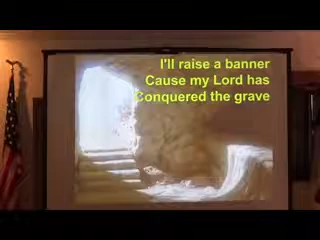 I'll raise a banner
Cause my Lord has
Conquered the grave